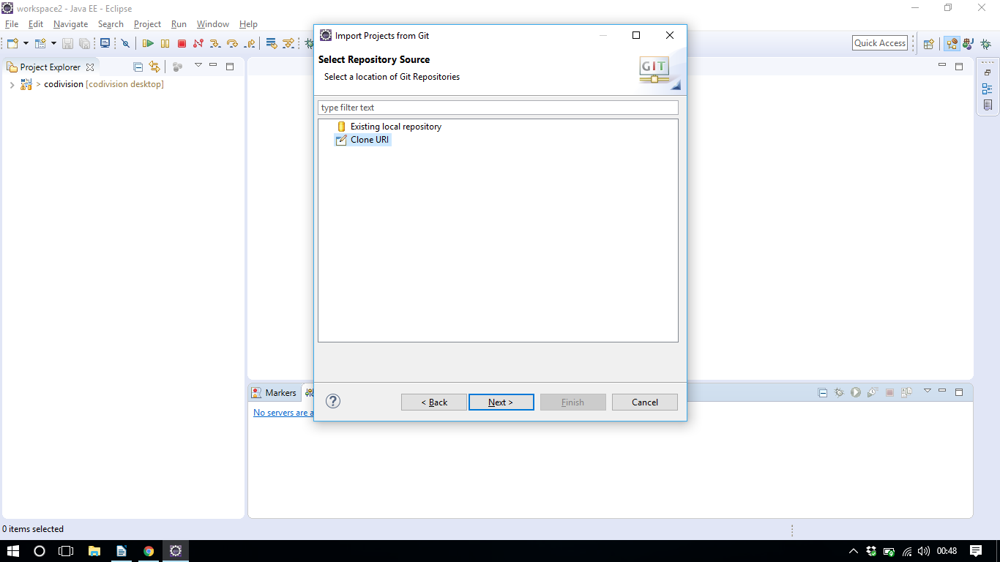 workspace2 - Java EE - Eclipse
File Edit Navigate Search Project Run Window Help
Quick Access
Project Explorer
> codivision [codivision desktop]
Import Projects from Git
Select Repository Source
Select a location of Git Repositories
GIT
type filter text
Existing local repository
Clone URI
< Back
Next >
Finish
Cancel
Markers
No servers are a
0 items selected
00:48